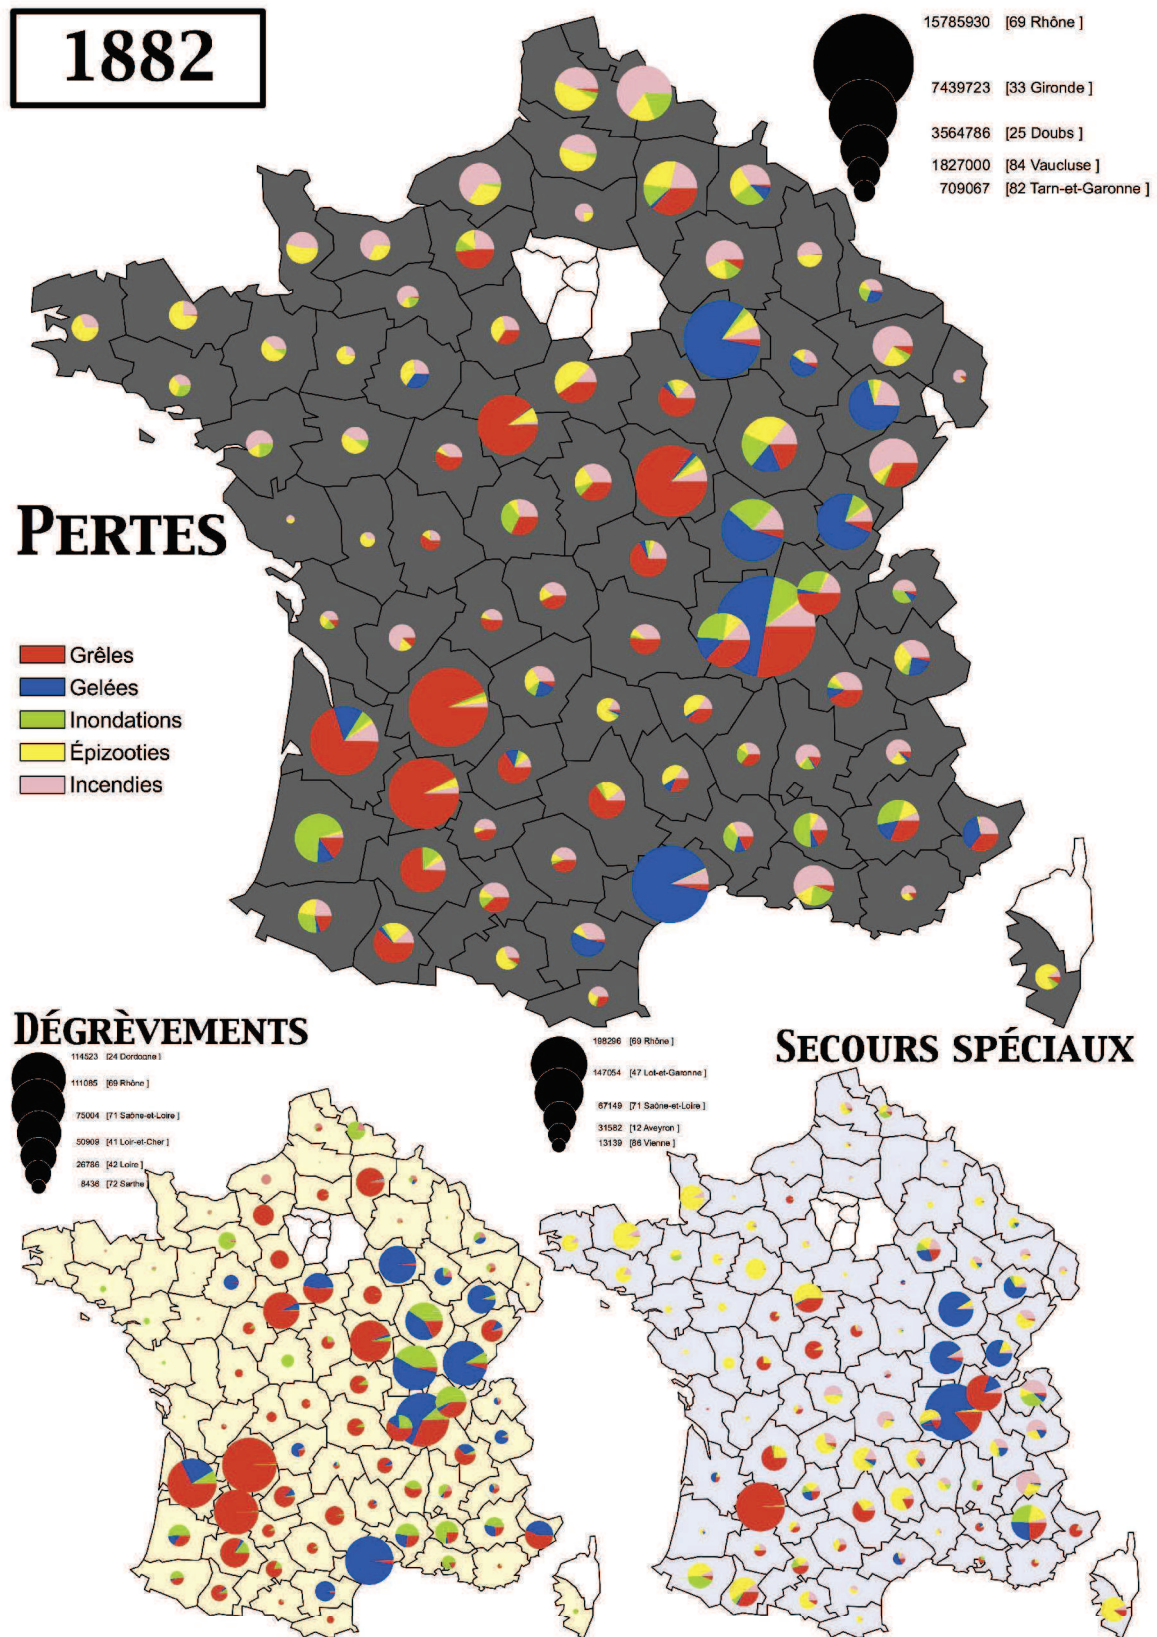 1882
15785930 [69 Rhône ]
7439723 [33 Gironde ]
3564786 [25 Doubs ]
1827000 [84 Vaucluse ]
709067 [82 Tarn-et-Garonne ]
PERTES
Grêles
Gelées
Inondations
Épizooties
Incendies
DÉGRÈVEMENTS
114523 [24 Dordogne ]
111085 [69 Rhône ]
75004 [71 Saône-et-Loire ]
50909 [41 Loir-et-Cher ]
26786 [42 Loire ]
8436 [72 Sarthe ]
SECOURS SPÉCIAUX
198296 [69 Rhône ]
147054 [47 Lot-et-Garonne ]
67149 [71 Saône-et-Loire ]
31582 [12 Aveyron ]
13139 [86 Vienne ]